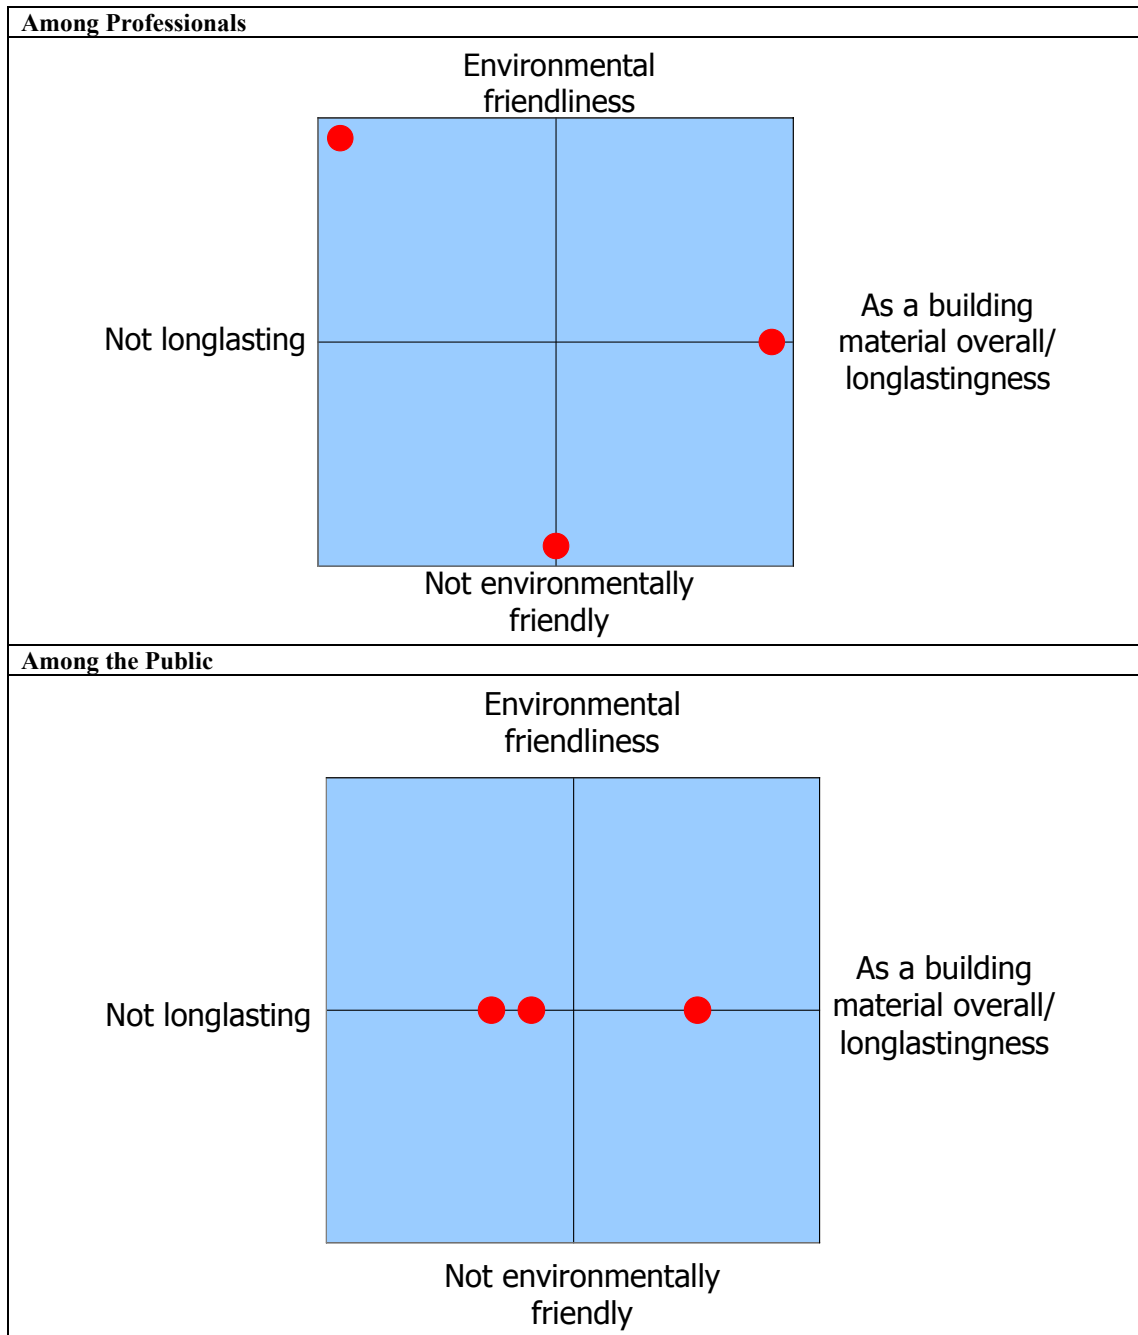 Among Professionals
Environmental
friendliness
Not longlasting
As a building
material overall/
longlastingness
Not environmentally
friendly
Among the Public
Environmental
friendliness
Not longlasting
As a building
material overall/
longlastingness
Not environmentally
friendly